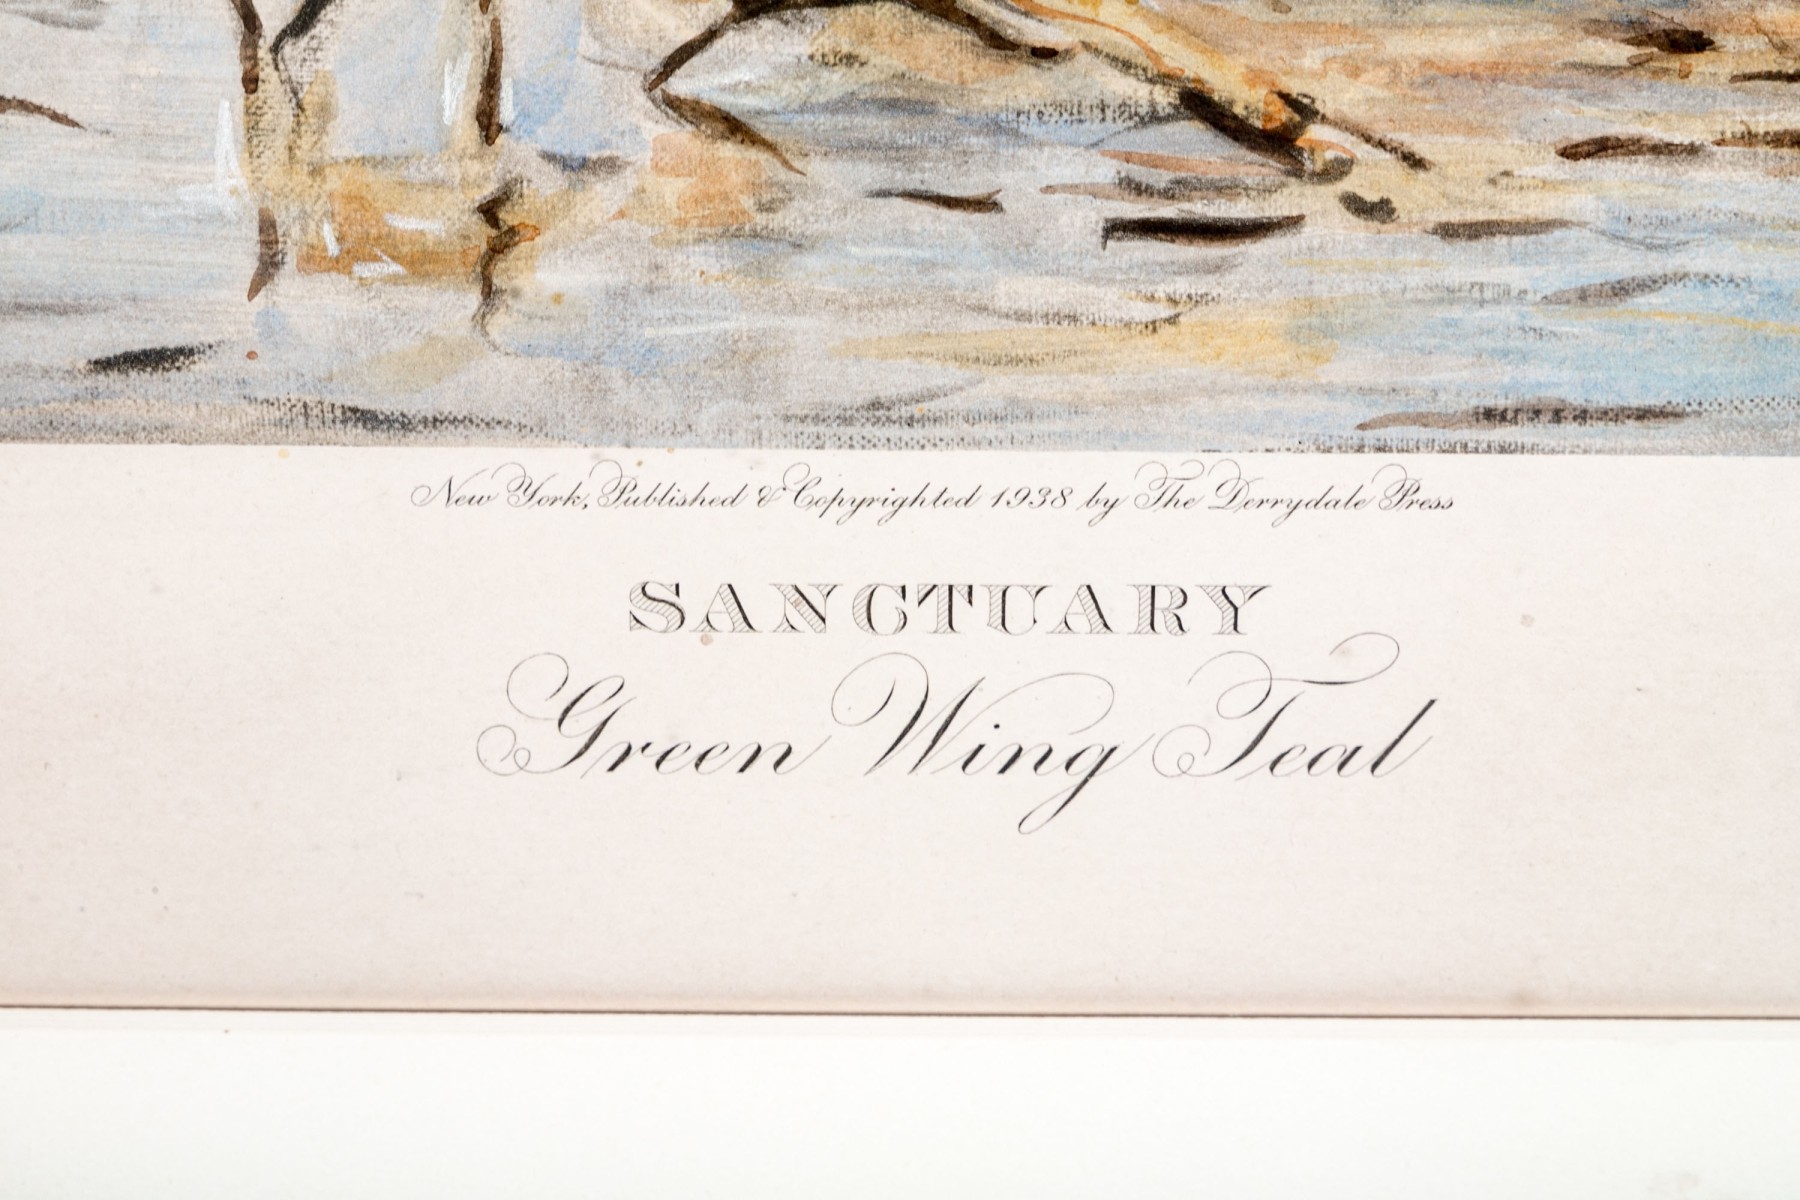 New York, Published & Copyrighted 1938 by The Derrydale Press
SANCTUARY
Green Wing Teal